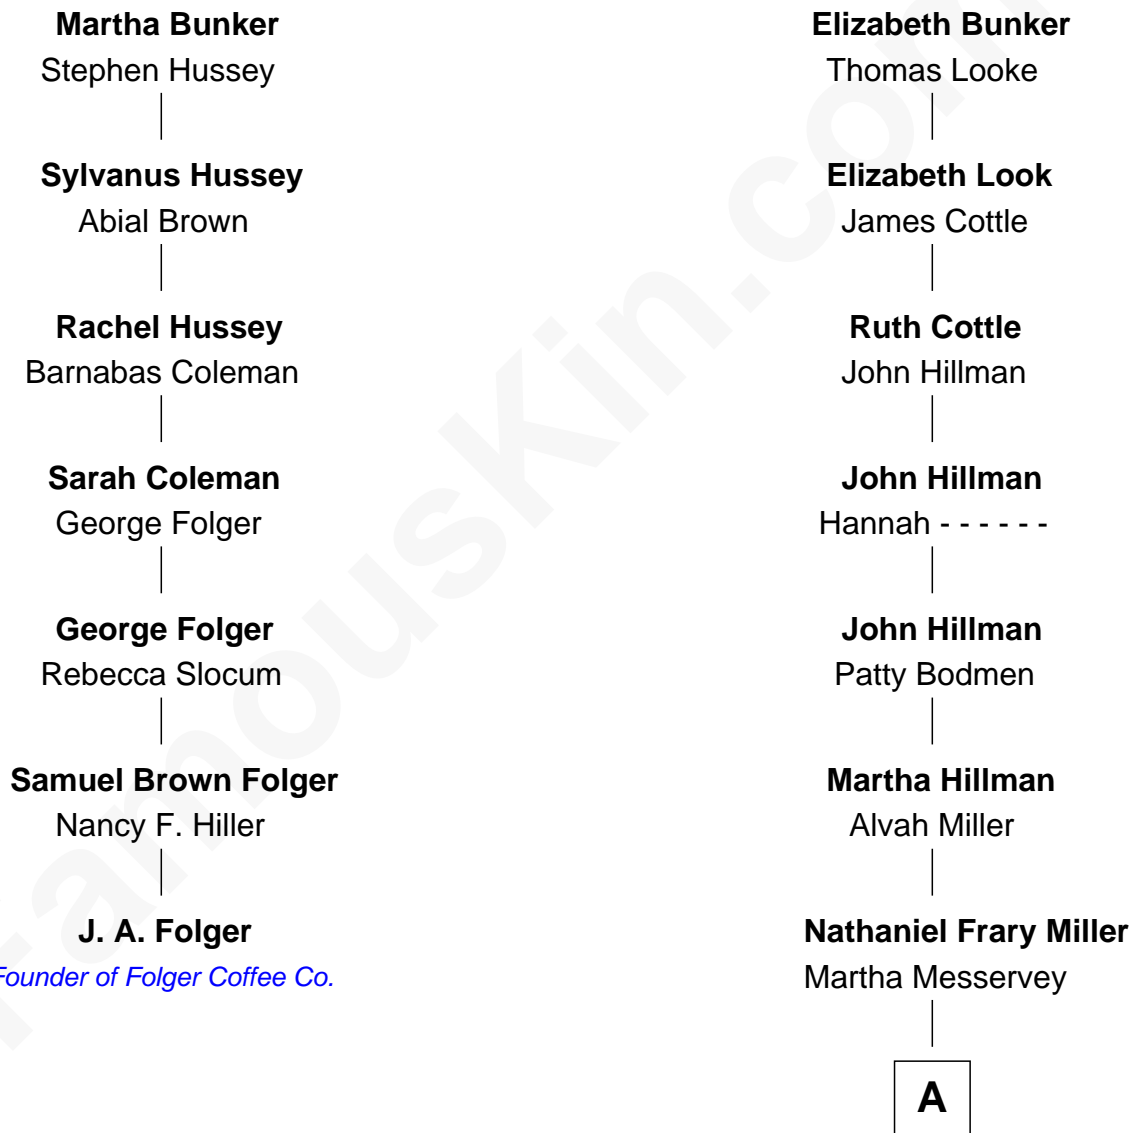 Martha Bunker
Stephen Hussey
Sylvanus Hussey
Abial Brown
Rachel Hussey
Barnabas Coleman
Sarah Coleman
George Folger
George Folger
Rebecca Slocum
Samuel Brown Folger
Nancy F. Hiller
J. A. Folger
Founder of Folger Coffee Co.
Elizabeth Bunker
Thomas Looke
Elizabeth Look
James Cottle
Ruth Cottle
John Hillman
John Hillman
Hannah - - - - - -
John Hillman
Patty Bodmen
Martha Hillman
Alvah Miller
Nathaniel Frary Miller
Martha Messervey
A
FamousKin.com